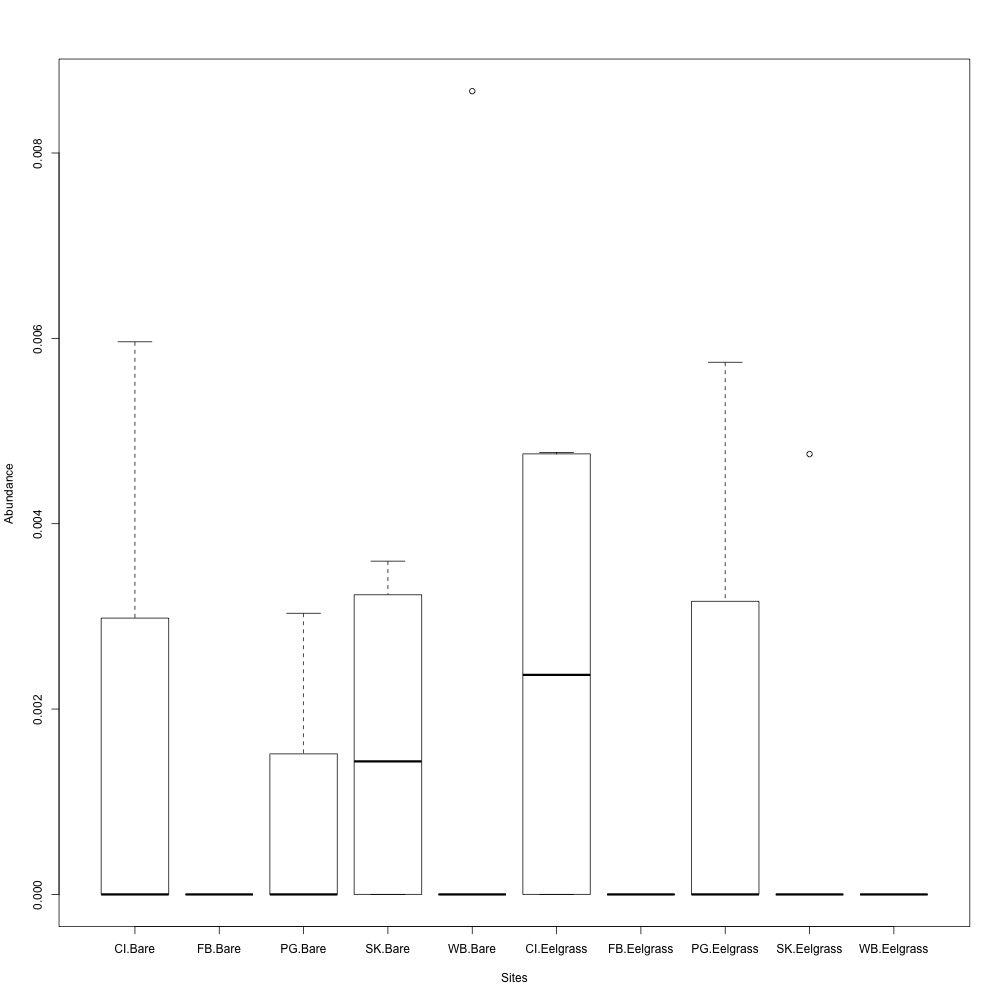 0.008
0.006
0.004
0.002
0.000
Abundance
CI.Bare FB.Bare PG.Bare SK.Bare WB.Bare CI.Eelgrass FB.Eelgrass PG.Eelgrass SK.Eelgrass WB.Eelgrass
Sites